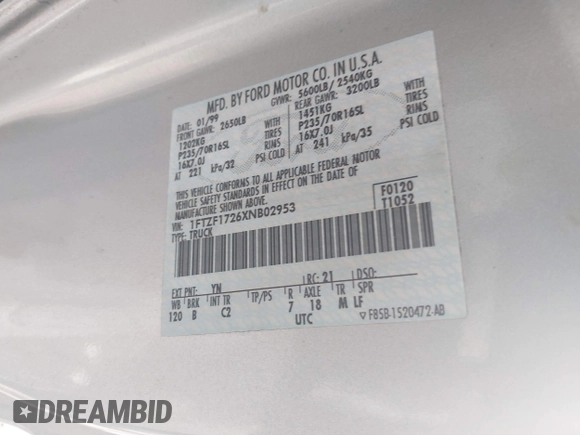 MFD. BY FORD MOTOR CO. IN U.S.A.
DATE: 01/99 GVWR: 5600LB/ 2540KG
FRONT GAWR: 2650LB REAR GAWR: 3200LB
1202KG WITH 1451KG WITH
P235/70R16SL TIRES P235/70R16SL TIRES
16X7.0J RIMS 16X7.0J RIMS
AT 221 kPa/32 PSI COLD AT 241 kPa/35 PSI COLD
THIS VEHICLE CONFORMS TO ALL APPLICABLE FEDERAL MOTOR
VEHICLE SAFETY STANDARDS IN EFFECT ON THE DATE OF
MANUFACTURE SHOWN ABOVE.
VIN: 1FTZF1726XNB02953 F0120
TYPE: TRUCK T1052
EXT PNT: YN RC: 21 DSO:
WB BRK INT TR TP/PS R AXLE TR SPR
120 B C2 7 18 M LF
UTC
▽ F85B-1520472-AB
DREAMBID